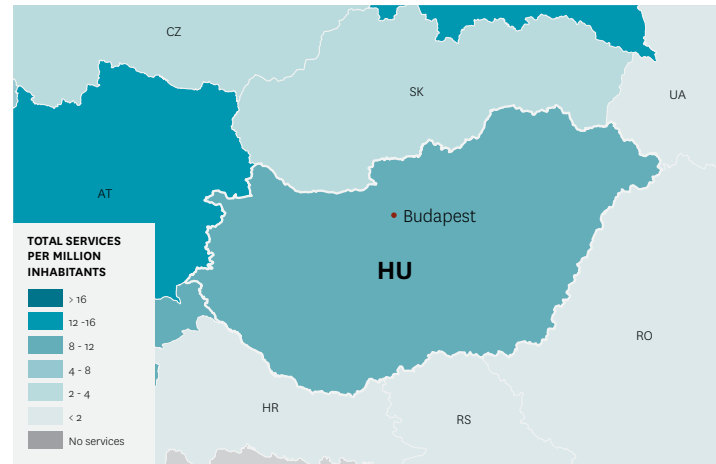 CZ
SK
UA
AT
Budapest
HU
TOTAL SERVICES
PER MILLION
INHABITANTS
> 16
12 -16
8 - 12
4 - 8
2 - 4
< 2
No services
RO
HR
RS